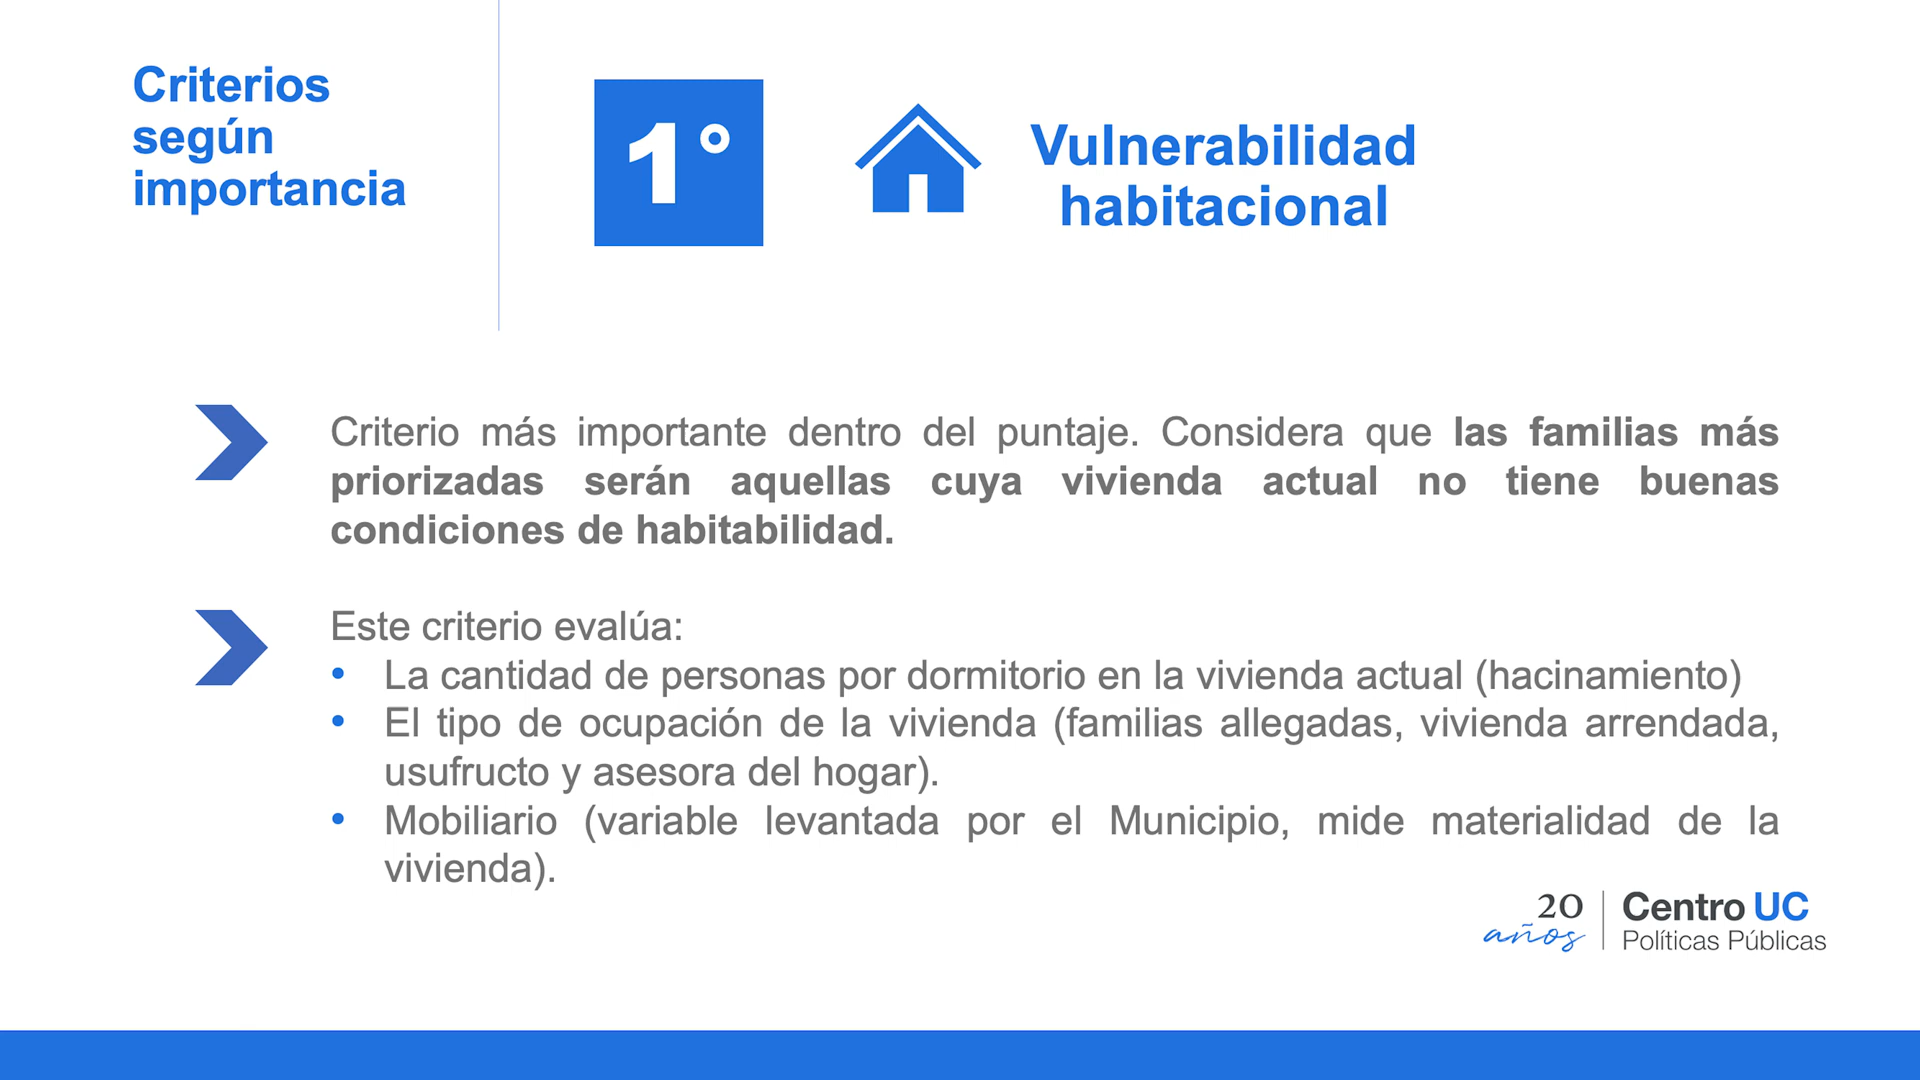 Criterios
según
importancia
1°
Vulnerabilidad
habitacional
Criterio más importante dentro del puntaje. Considera que las familias más
priorizadas serán aquellas cuya vivienda actual no tiene buenas
condiciones de habitabilidad.
Este criterio evalúa:
• La cantidad de personas por dormitorio en la vivienda actual (hacinamiento)
• El tipo de ocupación de la vivienda (familias allegadas, vivienda arrendada,
usufructo y asesora del hogar).
• Mobiliario (variable levantada por el Municipio, mide materialidad de la
vivienda).
20
años
Centro UC
Políticas Públicas